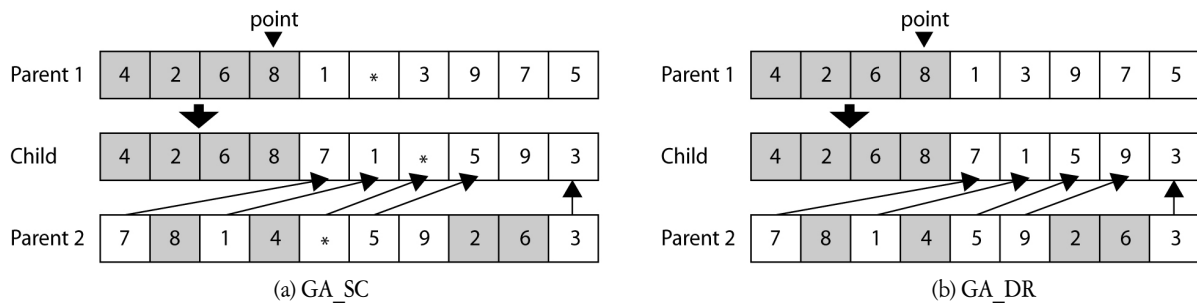 point
Parent 1 4 2 6 8 1 * 3 9 7 5
Child 4 2 6 8 7 1 * 5 9 3
Parent 2 7 8 1 4 * 5 9 2 6 3
(a) GA_SC
point
Parent 1 4 2 6 8 1 3 9 7 5
Child 4 2 6 8 7 1 5 9 3
Parent 2 7 8 1 4 5 9 2 6 3
(b) GA_DR